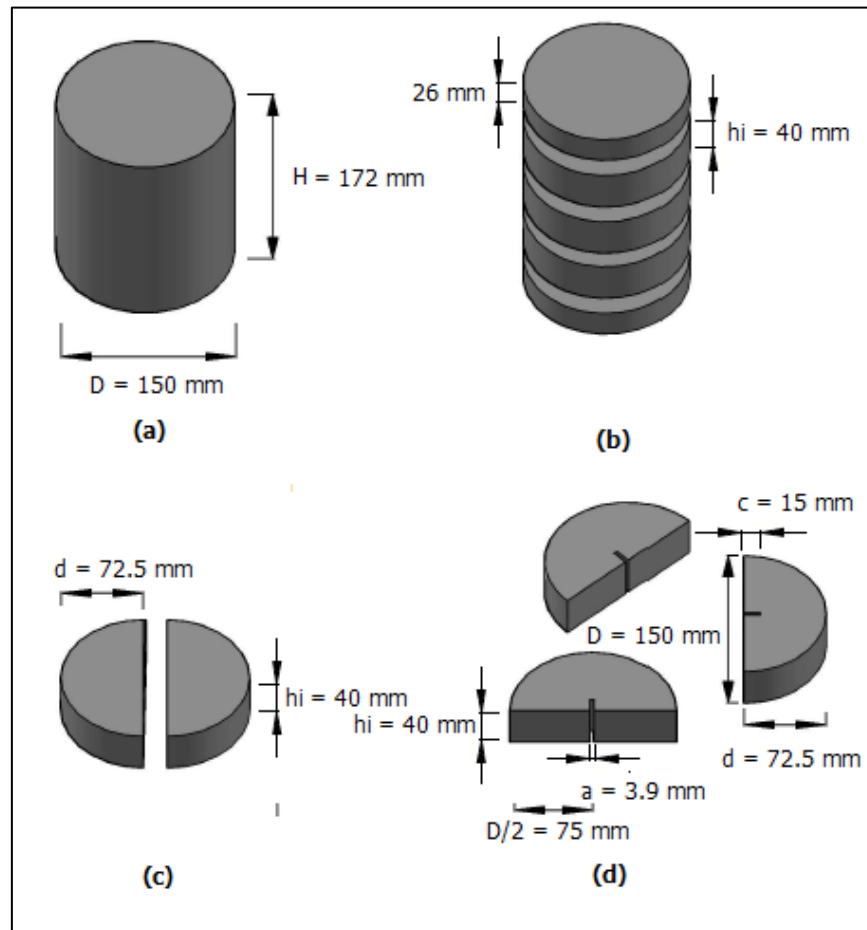 H = 172 mm
D = 150 mm
(a)
26 mm
hi = 40 mm
(b)
d = 72.5 mm
hi = 40 mm
(c)
c = 15 mm
D = 150 mm
hi = 40 mm
d = 72.5 mm
a = 3.9 mm
D/2 = 75 mm
(d)